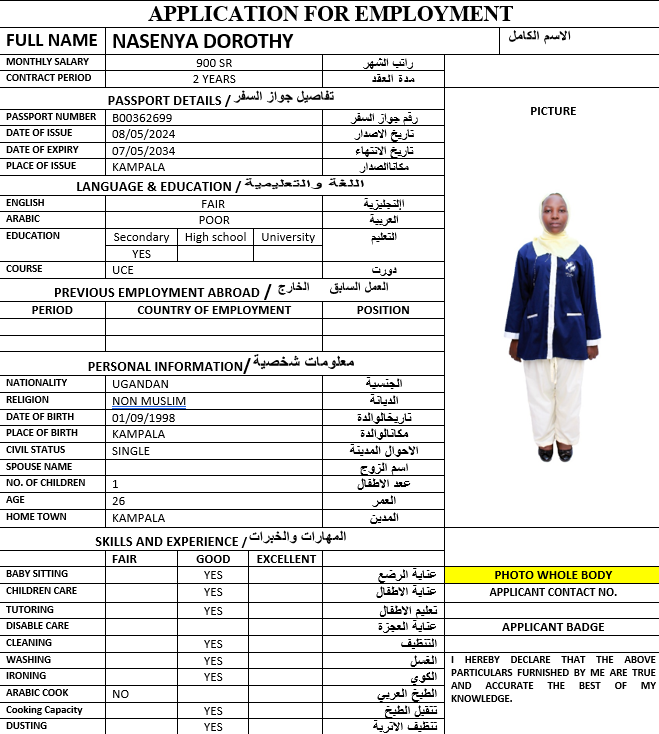 APPLICATION FOR EMPLOYMENT
FULL NAME NASENYA DOROTHY الاسم الكامل
MONTHLY SALARY 900 SR راتب الشهر
CONTRACT PERIOD 2 YEARS مدة العقد
PASSPORT DETAILS / تفاصيل جواز السفر
PICTURE
PASSPORT NUMBER B00362699 رقم جواز السفر
DATE OF ISSUE 08/05/2024 تاريخ الاصدار
DATE OF EXPIRY 07/05/2034 تاريخ الانتهاء
PLACE OF ISSUE KAMPALA مكاناالصدار
LANGUAGE & EDUCATION / اللغة والتعليمية
ENGLISH FAIR اإلنجليزية
ARABIC POOR العربية
EDUCATION Secondary High school University التعليم
YES
COURSE UCE دورت
PREVIOUS EMPLOYMENT ABROAD / العمل السابق الخارج
PERIOD COUNTRY OF EMPLOYMENT POSITION
PERSONAL INFORMATION/ معلومات شخصية
NATIONALITY UGANDAN الجنسية
RELIGION NON MUSLIM الديانة
DATE OF BIRTH 01/09/1998 تاريخالوالدة
PLACE OF BIRTH KAMPALA مكانالوالدة
CIVIL STATUS SINGLE الاحوال المدينة
SPOUSE NAME اسم الزوج
NO. OF CHILDREN 1 عدد الاطفال
AGE 26 العمر
HOME TOWN KAMPALA المدين
SKILLS AND EXPERIENCE / المهارات والخبرات
FAIR GOOD EXCELLENT
BABY SITTING YES عناية الرضع
PHOTO WHOLE BODY
CHILDREN CARE YES عناية الاطفال
APPLICANT CONTACT NO.
TUTORING YES تعليم الاطفال
DISABLE CARE عناية العجزة
APPLICANT BADGE
CLEANING YES التنظيف
WASHING YES الغسل
IRONING YES الكوي
ARABIC COOK NO الطبخ العربي
Cooking Capacity YES تتقبل الطبخ
DUSTING YES تنظيف الاتربة
I HEREBY DECLARE THAT THE ABOVE
PARTICULARS FURNISHED BY ME ARE TRUE
AND ACCURATE THE BEST OF MY
KNOWLEDGE.